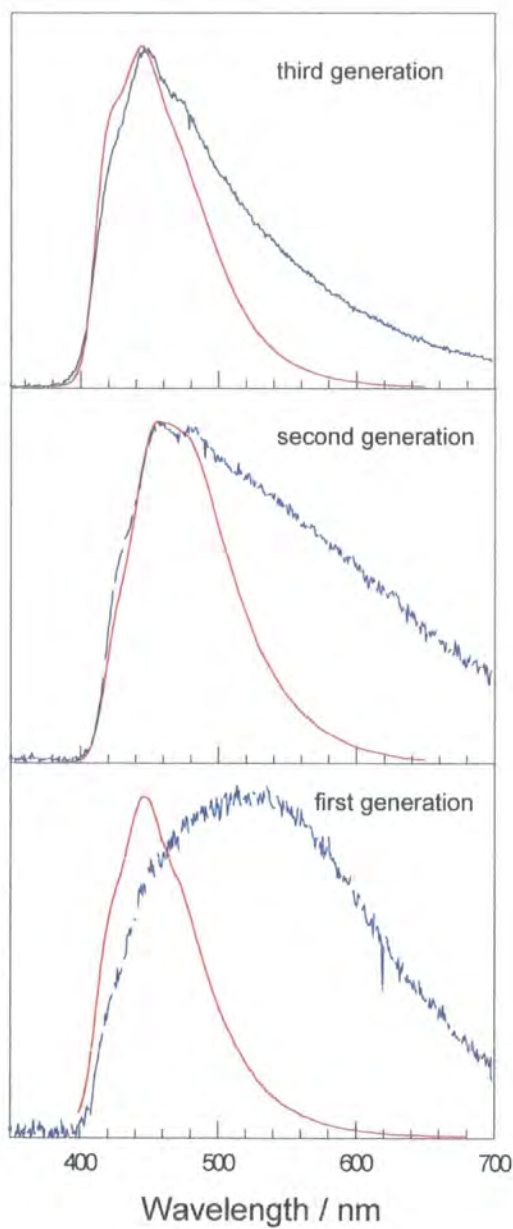 third generation
second generation
first generation
400 500 600 700
Wavelength / nm